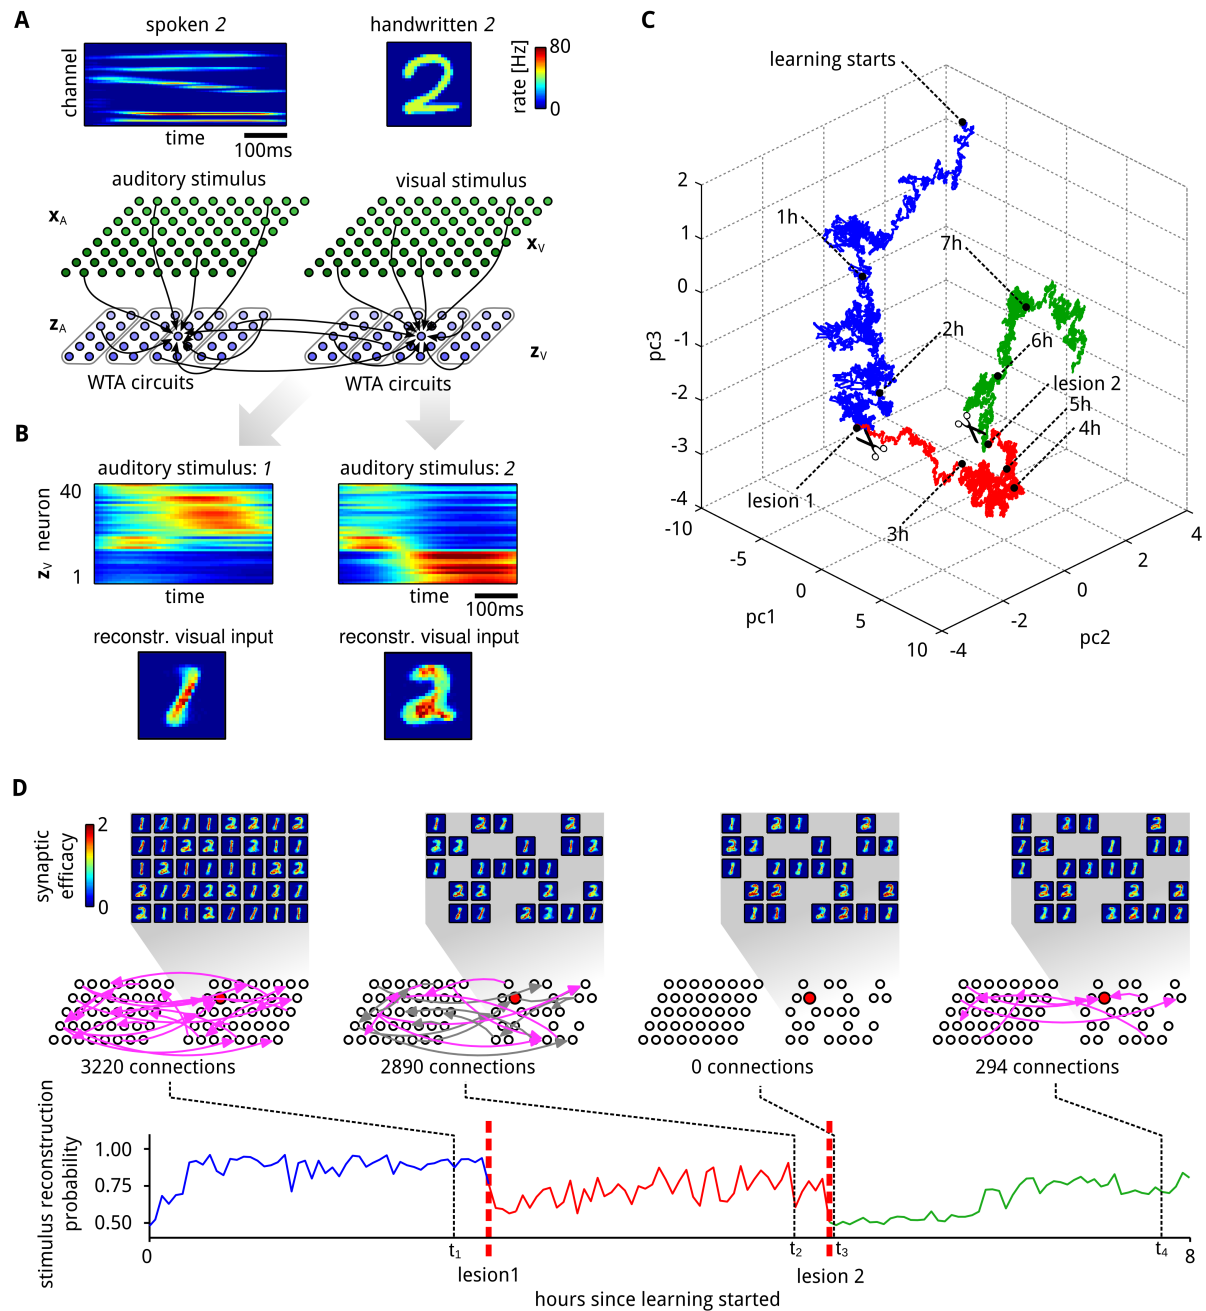 A
spoken 2
handwritten 2
channel
time
100ms
rate [Hz]
80
0
auditory stimulus
visual stimulus
xA
xV
zA
zV
WTA circuits
WTA circuits
B
auditory stimulus: 1
auditory stimulus: 2
40
zV neuron
1
time
time
100ms
reconstr. visual input
reconstr. visual input
C
learning starts
1h
7h
2h
6h
lesion 2
5h
4h
lesion 1
3h
pc3
2
1
0
-1
-2
-3
-4
-10
-5
0
5
10
pc1
-4
-2
0
2
4
pc2
D
synaptic
efficacy
2
0
3220 connections
2890 connections
0 connections
294 connections
stimulus reconstruction
probability
1.00
0.75
0.50
0
t1
t2
t3
t4
8
lesion1
lesion 2
hours since learning started